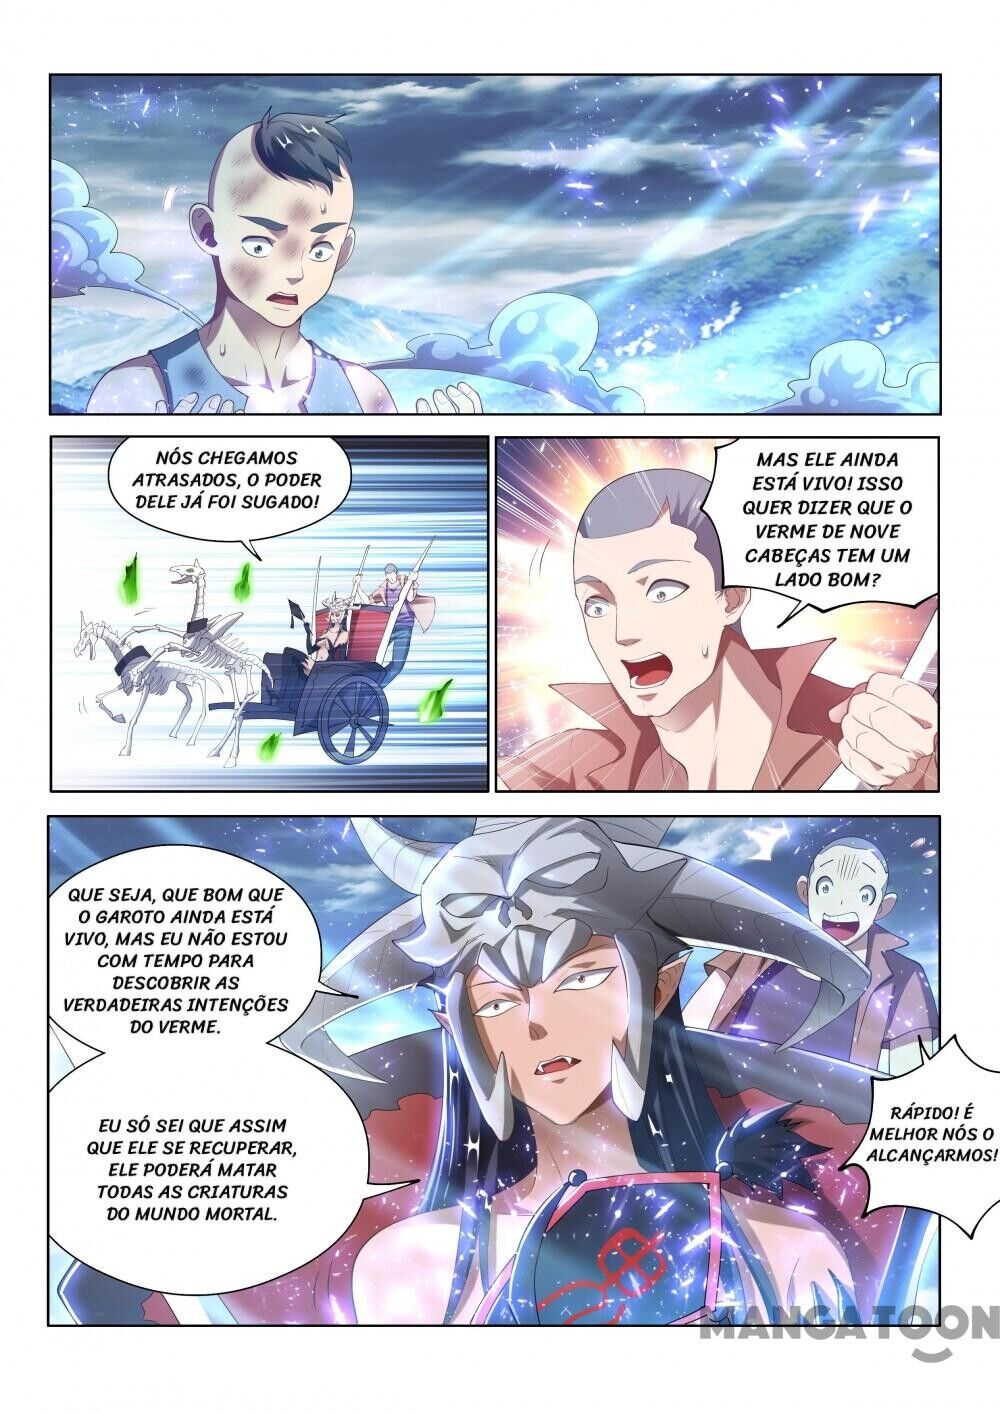 NÓS CHEGAMOS
ATRASADOS, O PODER
DELE JÁ FOI SUGADO!
MAS ELE AINDA
ESTÁ VIVO! ISSO
QUER DIZER QUE O
VERME DE NOVE
CABEÇAS TEM UM
LADO BOM?
QUE SEJA, QUE BOM QUE
O GAROTO AINDA ESTÁ
VIVO, MAS EU NÃO ESTOU
COM TEMPO PARA
DESCOBRIR AS
VERDADEIRAS INTENÇÕES
DO VERME.
EU SÓ SEI QUE ASSIM
QUE ELE SE RECUPERAR,
ELE PODERÁ MATAR
TODAS AS CRIATURAS
DO MUNDO MORTAL.
RÁPIDO! É
MELHOR NÓS O
ALCANÇARMOS!
MANGATOON